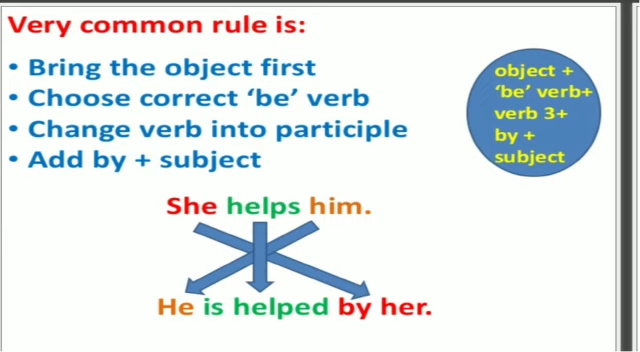 Very common rule is:
• Bring the object first
• Choose correct ‘be’ verb
• Change verb into participle
• Add by + subject
object +
‘be’ verb+
verb 3+
by +
subject
She helps him.
He is helped by her.